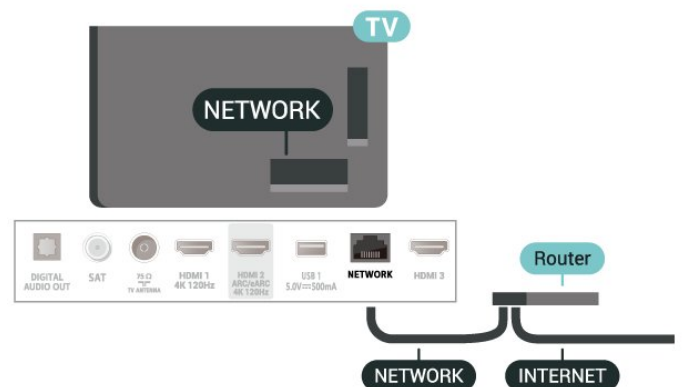 TV
NETWORK
DIGITAL
AUDIO OUT
SAT
75 Ω
TV ANTENNA
HDMI 1
4K 120Hz
HDMI 2
ARC/eARC
4K 120Hz
USB 1
5.0V⎓500mA
NETWORK
HDMI 3
Router
NETWORK
INTERNET